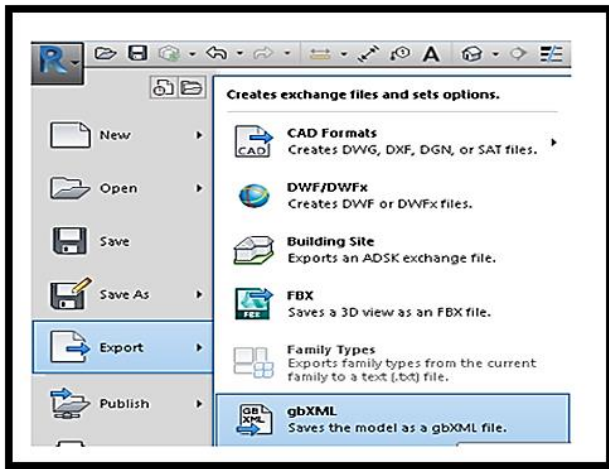 R
A
Creates exchange files and sets options.
New
Open
Save
Save As
Export
Publish
CAD
CAD Formats
Creates DWG, DXF, DGN, or SAT files.
DWF/DWFx
Creates DWF or DWFx files.
Building Site
Exports an ADSK exchange file.
FBX
FBX
Saves a 3D view as an FBX file.
Family Types
Exports family types from the current
family to a text (.txt) file.
GB
XML
gbXML
Saves the model as a gbXML file.